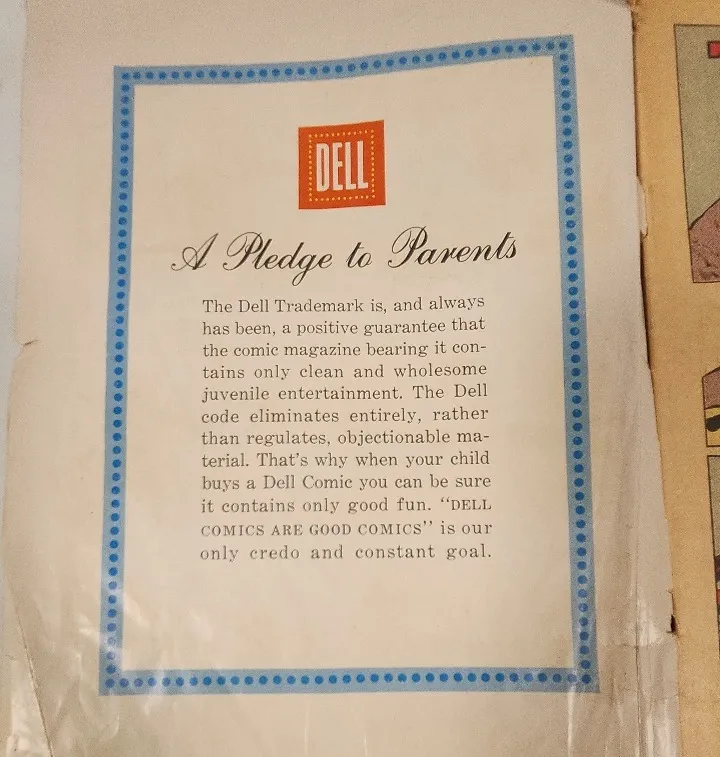 DELL
A Pledge to Parents
The Dell Trademark is, and always
has been, a positive guarantee that
the comic magazine bearing it con-
tains only clean and wholesome
juvenile entertainment. The Dell
code eliminates entirely, rather
than regulates, objectionable ma-
terial. That's why when your child
buys a Dell Comic you can be sure
it contains only good fun. "DELL
COMICS ARE GOOD COMICS" is our
only credo and constant goal.